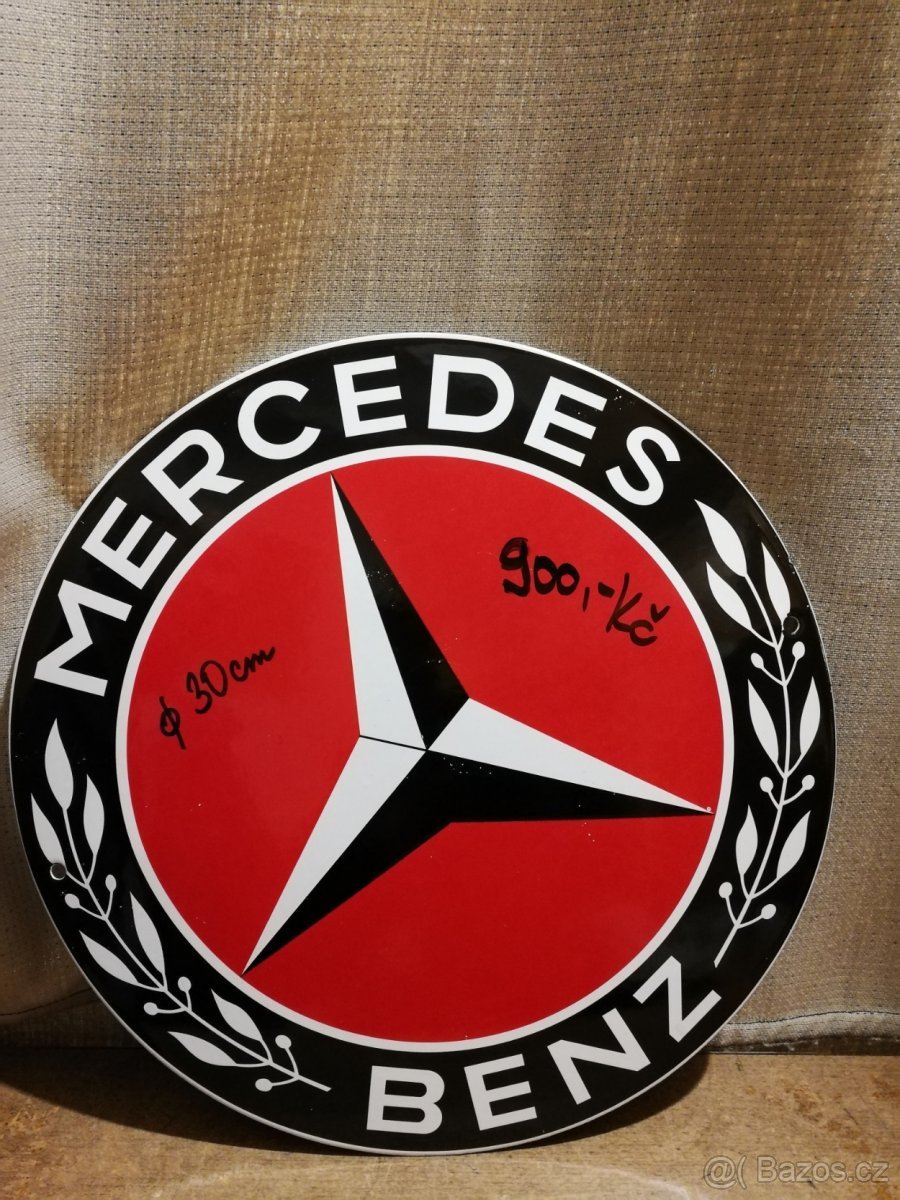 MERCEDES
900,-Kč
ϕ 30cm
BENZ
@( Bazos.cz